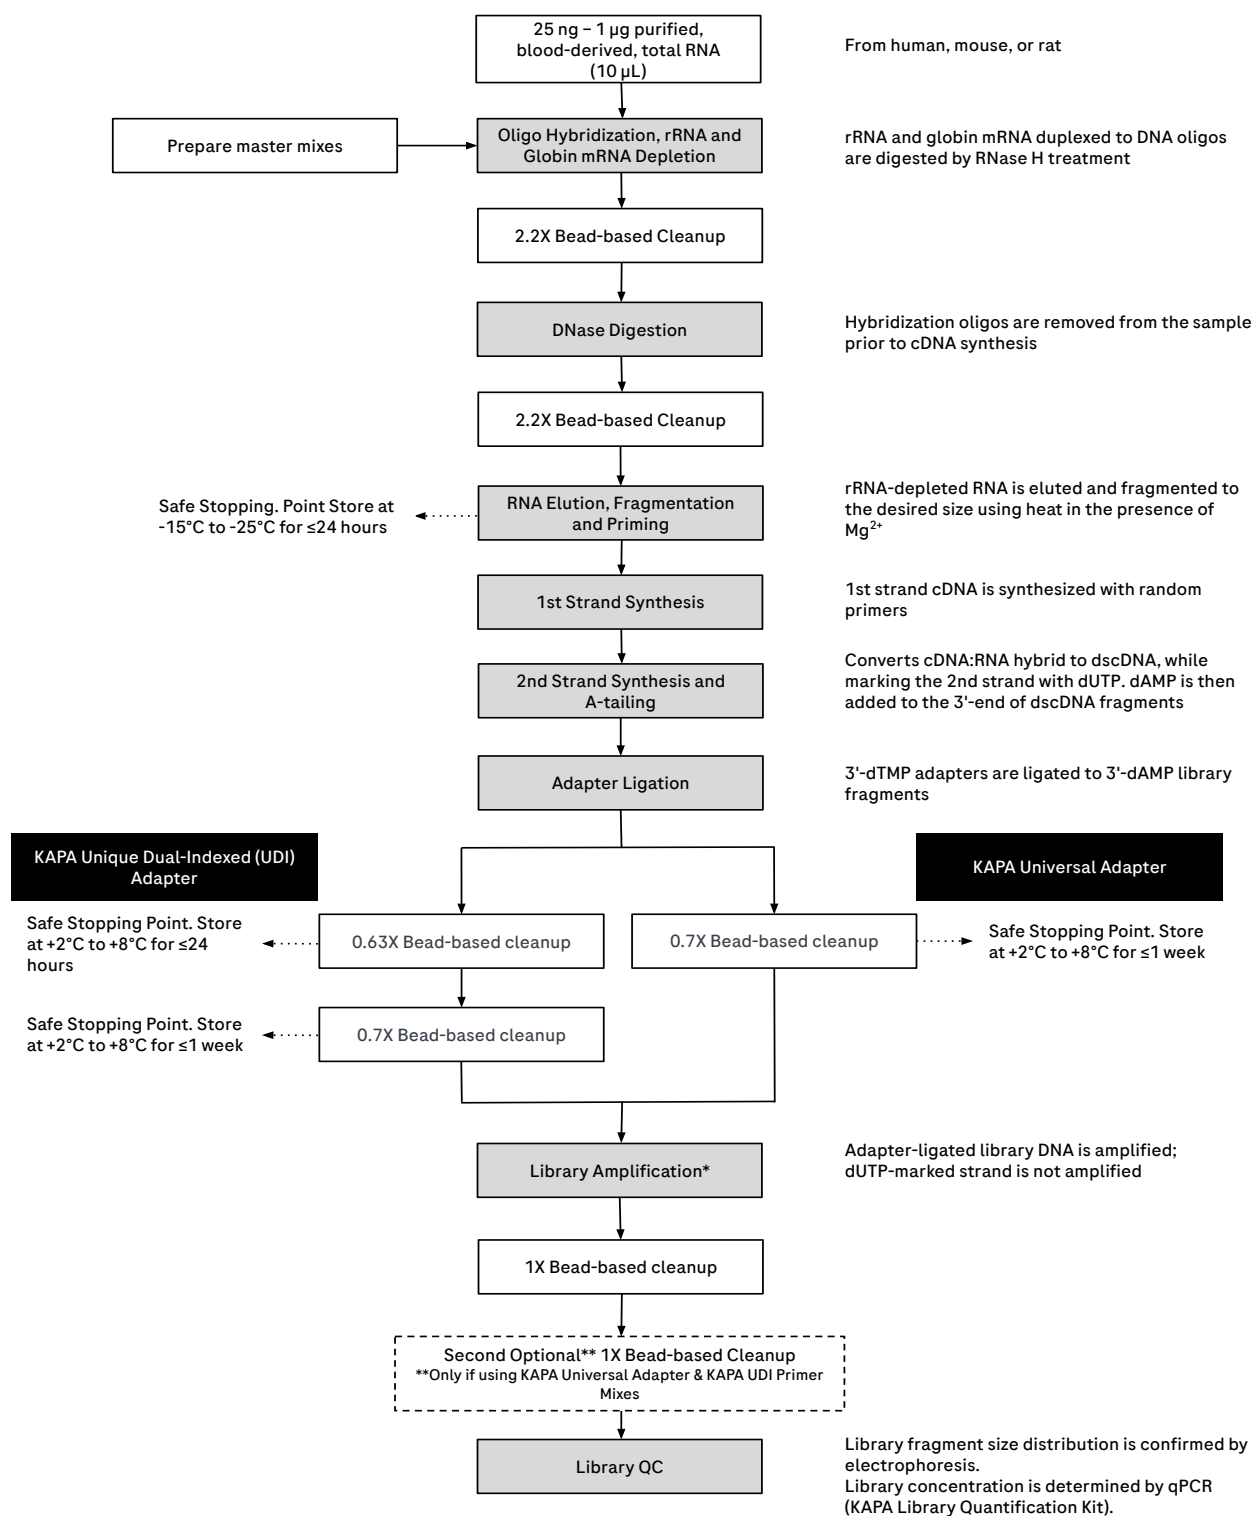 25 ng – 1 µg purified,
blood-derived, total RNA
(10 µL)
From human, mouse, or rat
Prepare master mixes
Oligo Hybridization, rRNA and
Globin mRNA Depletion
rRNA and globin mRNA duplexed to DNA oligos
are digested by RNase H treatment
2.2X Bead-based Cleanup
DNase Digestion
Hybridization oligos are removed from the sample
prior to cDNA synthesis
2.2X Bead-based Cleanup
Safe Stopping. Point Store at
-15°C to -25°C for ≤24 hours
RNA Elution, Fragmentation
and Priming
rRNA-depleted RNA is eluted and fragmented to
the desired size using heat in the presence of
Mg²⁺
1st Strand Synthesis
1st strand cDNA is synthesized with random
primers
2nd Strand Synthesis and
A-tailing
Converts cDNA:RNA hybrid to dscDNA, while
marking the 2nd strand with dUTP. dAMP is then
added to the 3'-end of dscDNA fragments
Adapter Ligation
3'-dTMP adapters are ligated to 3'-dAMP library
fragments
KAPA Unique Dual-Indexed (UDI)
Adapter
KAPA Universal Adapter
Safe Stopping Point. Store
at +2°C to +8°C for ≤24
hours
0.63X Bead-based cleanup
0.7X Bead-based cleanup
Safe Stopping Point. Store
at +2°C to +8°C for ≤1 week
Safe Stopping Point. Store
at +2°C to +8°C for ≤1 week
0.7X Bead-based cleanup
Library Amplification*
Adapter-ligated library DNA is amplified;
dUTP-marked strand is not amplified
1X Bead-based cleanup
Second Optional** 1X Bead-based Cleanup
**Only if using KAPA Universal Adapter & KAPA UDI Primer
Mixes
Library QC
Library fragment size distribution is confirmed by
electrophoresis.
Library concentration is determined by qPCR
(KAPA Library Quantification Kit).